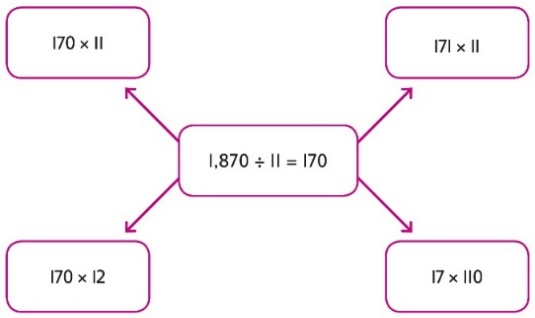 170 × 11
171 × 11
1,870 ÷ 11 = 170
170 × 12
17 × 110